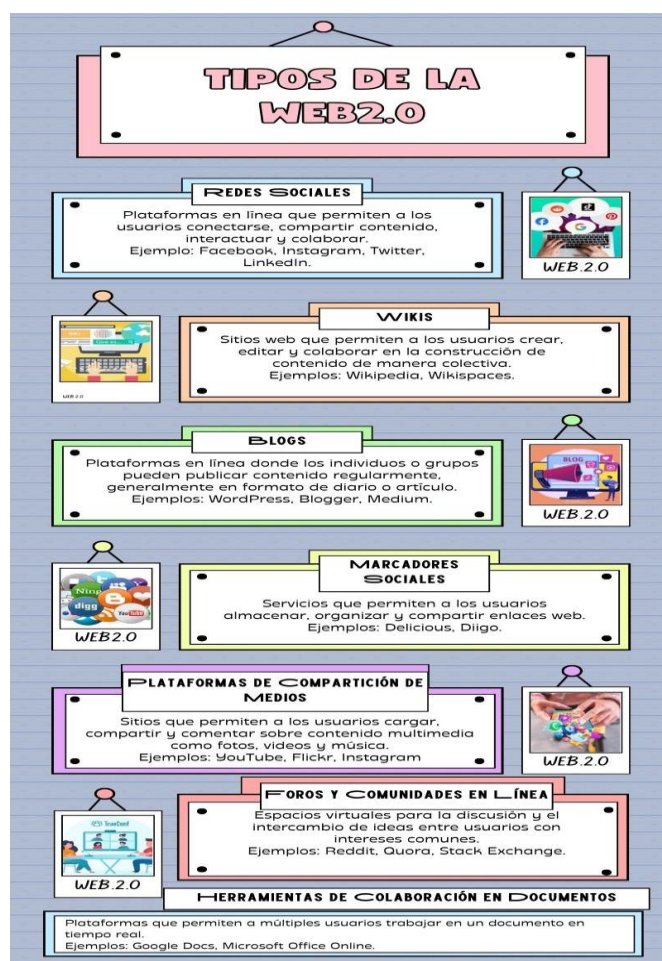 TIPOS DE LA
WEB2.0
REDES SOCIALES
Plataformas en línea que permiten a los
usuarios conectarse, compartir contenido,
interactuar y colaborar.
Ejemplo: Facebook, Instagram, Twitter,
LinkedIn.
WEB.2.0
WIKIS
Sitios web que permiten a los usuarios crear,
editar y colaborar en la construcción de
contenido de manera colectiva.
Ejemplos: Wikipedia, Wikispaces.
WEB 2.0
BLOGS
Plataformas en línea donde los individuos o grupos
pueden publicar contenido regularmente,
generalmente en formato de diario o artículo.
Ejemplos: WordPress, Blogger, Medium.
BLOG
WEB.2.0
MARCADORES
SOCIALES
Servicios que permiten a los usuarios
almacenar, organizar y compartir enlaces web.
Ejemplos: Delicious, Diigo.
Ning
digg
YouTube
WEB2.0
PLATAFORMAS DE COMPARTICIÓN DE
MEDIOS
Sitios que permiten a los usuarios cargar,
compartir y comentar sobre contenido multimedia
como fotos, videos y música.
Ejemplos: YouTube, Flickr, Instagram
WEB.2.0
FOROS Y COMUNIDADES EN LÍNEA
Espacios virtuales para la discusión y el
intercambio de ideas entre usuarios con
intereses comunes.
Ejemplos: Reddit, Quora, Stack Exchange.
WEB.2.0
HERRAMIENTAS DE COLABORACIÓN EN DOCUMENTOS
Plataformas que permiten a múltiples usuarios trabajar en un documento en
tiempo real.
Ejemplos: Google Docs, Microsoft Office Online.